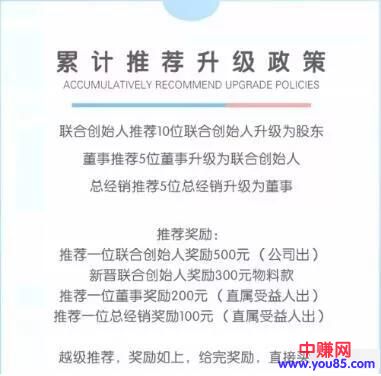 累计推荐升级政策
ACCUMULATIVELY RECOMMEND UPGRADE POLICIES
联合创始人推荐10位联合创始人升级为股东
董事推荐5位董事升级为联合创始人
总经销推荐5位总经销升级为董事
推荐奖励:
推荐一位联合创始人奖励500元（公司出）
新晋联合创始人奖励300元物料款
推荐一位董事奖励200元（直属受益人出）
推荐一位总经销奖励100元（直属受益人出）
越级推荐，奖励如上，给完奖励，直接
中赚网
www.you85.com